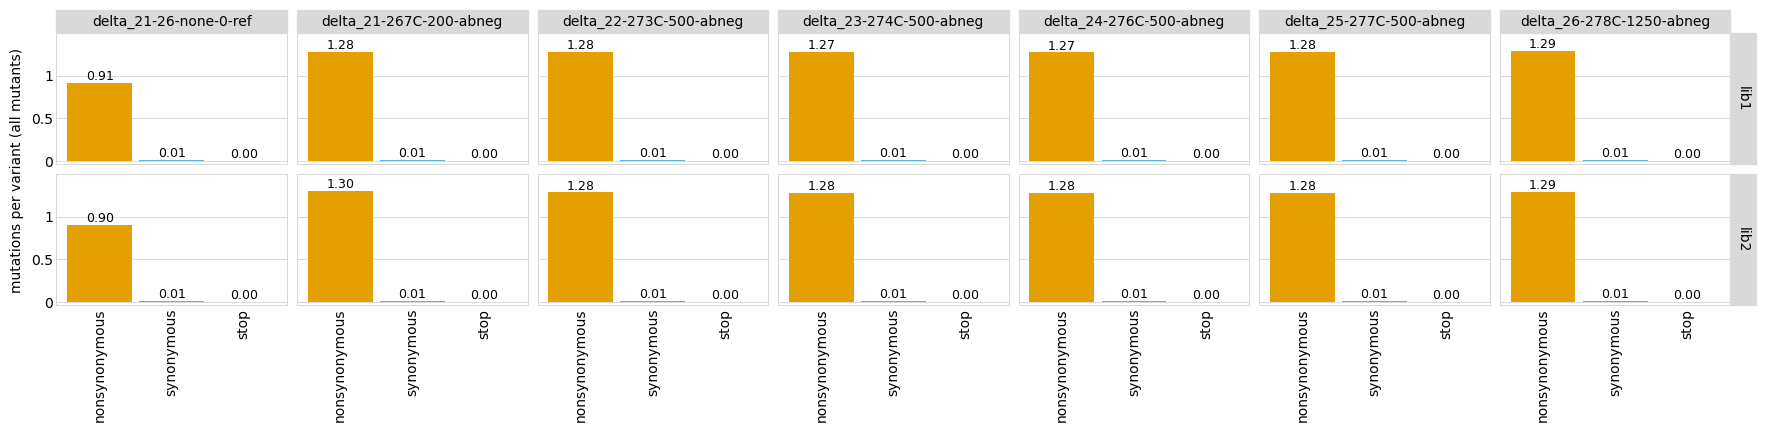 delta_21-26-none-0-ref delta_21-267C-200-abneg delta_22-273C-500-abneg delta_23-274C-500-abneg delta_24-276C-500-abneg delta_25-277C-500-abneg delta_26-278C-1250-abneg
mutations per variant (all mutants)
1
0.5
0
0.91 0.01 0.00 1.28 0.01 0.00 1.28 0.01 0.00 1.27 0.01 0.00 1.27 0.01 0.00 1.28 0.01 0.00 1.29 0.01 0.00
lib1
1
0.5
0
0.90 0.01 0.00 1.30 0.01 0.00 1.28 0.01 0.00 1.28 0.01 0.00 1.28 0.01 0.00 1.28 0.01 0.00 1.29 0.01 0.00
lib2
nonsynonymous synonymous stop nonsynonymous synonymous stop nonsynonymous synonymous stop nonsynonymous synonymous stop nonsynonymous synonymous stop nonsynonymous synonymous stop nonsynonymous synonymous stop